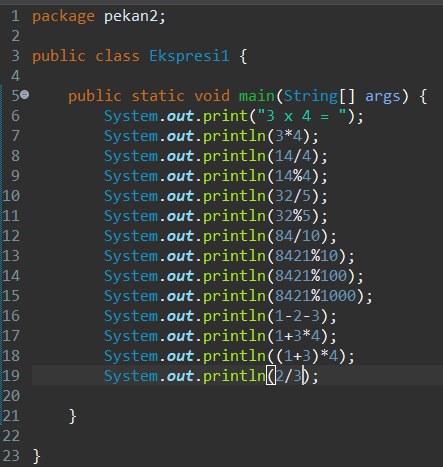 1 package pekan2;
2
3 public class Ekspresi1 {
4
5     public static void main(String[] args) {
6         System.out.print("3 x 4 = ");
7         System.out.println(3*4);
8         System.out.println(14/4);
9         System.out.println(14%4);
10         System.out.println(32/5);
11         System.out.println(32%5);
12         System.out.println(84/10);
13         System.out.println(8421%10);
14         System.out.println(8421%100);
15         System.out.println(8421%1000);
16         System.out.println(1-2-3);
17         System.out.println(1+3*4);
18         System.out.println((1+3)*4);
19         System.out.println(2/3);
20
21     }
22
23 }